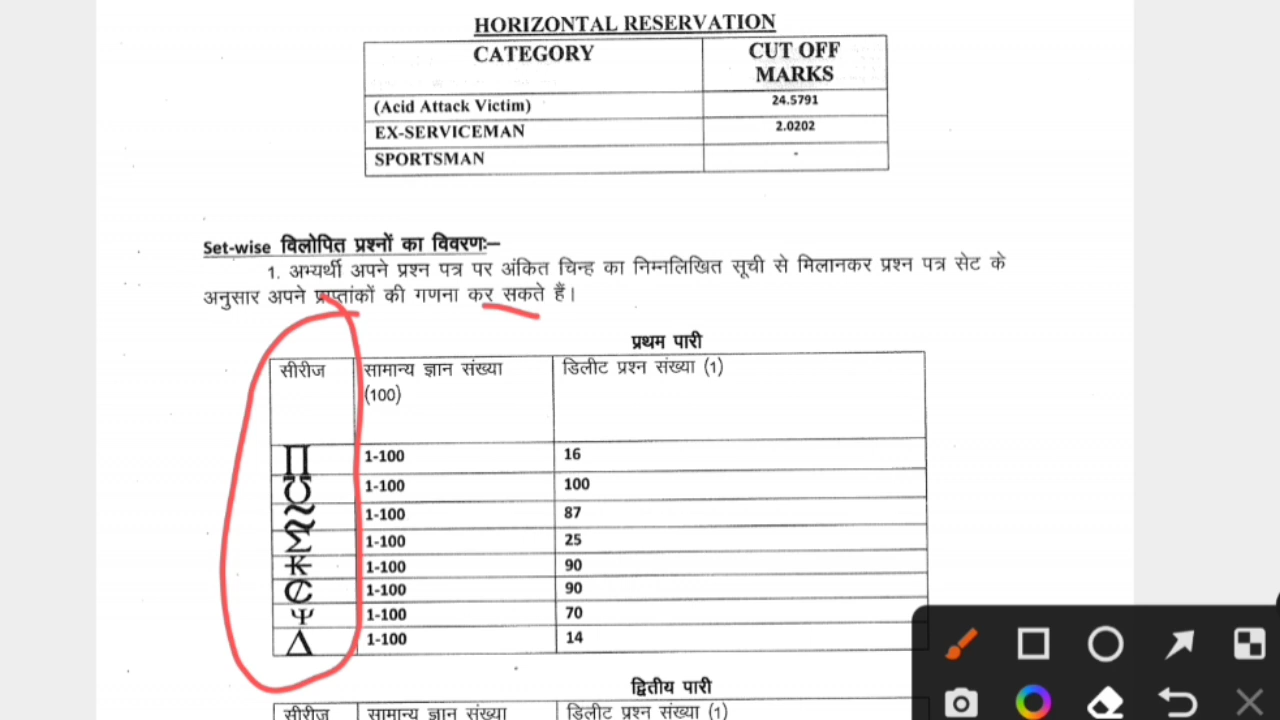 HORIZONTAL RESERVATION
CATEGORY CUT OFF MARKS
(Acid Attack Victim) 24.5791
EX-SERVICEMAN 2.0202
SPORTSMAN -
Set-wise विलोपित प्रश्नों का विवरणः–
1. अभ्यर्थी अपने प्रश्न पत्र पर अंकित चिन्ह का निम्नलिखित सूची से मिलानकर प्रश्न पत्र सेट के
अनुसार अपने प्राप्तांकों की गणना कर सकते हैं।
प्रथम पारी
सीरीज सामान्य ज्ञान संख्या (100) डिलीट प्रश्न संख्या (1)
∏ 1-100 16
℧ 1-100 100
≈ 1-100 87
∑ 1-100 25
₭ 1-100 90
₡ 1-100 90
Ψ 1-100 70
Δ 1-100 14
द्वितीय पारी
सीरीज सामान्य ज्ञान संख्या डिलीट प्रश्न संख्या (1)